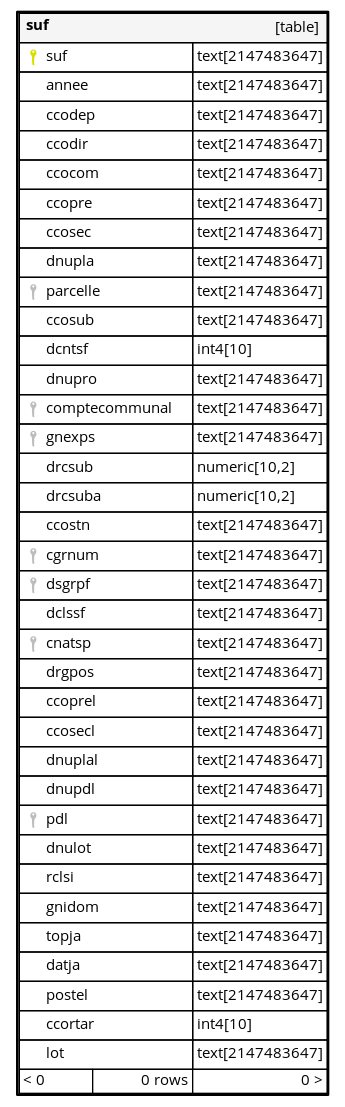 suf [table]
suf text[2147483647]
annee text[2147483647]
ccodep text[2147483647]
ccodir text[2147483647]
ccocom text[2147483647]
ccopre text[2147483647]
ccosec text[2147483647]
dnupla text[2147483647]
parcelle text[2147483647]
ccosub text[2147483647]
dcntsf int4[10]
dnupro text[2147483647]
comptecommunal text[2147483647]
gnexps text[2147483647]
drcsub numeric[10,2]
drcsuba numeric[10,2]
ccostn text[2147483647]
cgrnum text[2147483647]
dsgrpf text[2147483647]
dclssf text[2147483647]
cnatsp text[2147483647]
drgpos text[2147483647]
ccoprel text[2147483647]
ccosecl text[2147483647]
dnuplal text[2147483647]
dnupdl text[2147483647]
pdl text[2147483647]
dnulot text[2147483647]
rclsi text[2147483647]
gnidom text[2147483647]
topja text[2147483647]
datja text[2147483647]
postel text[2147483647]
ccortar int4[10]
lot text[2147483647]
< 0 0 rows 0 >